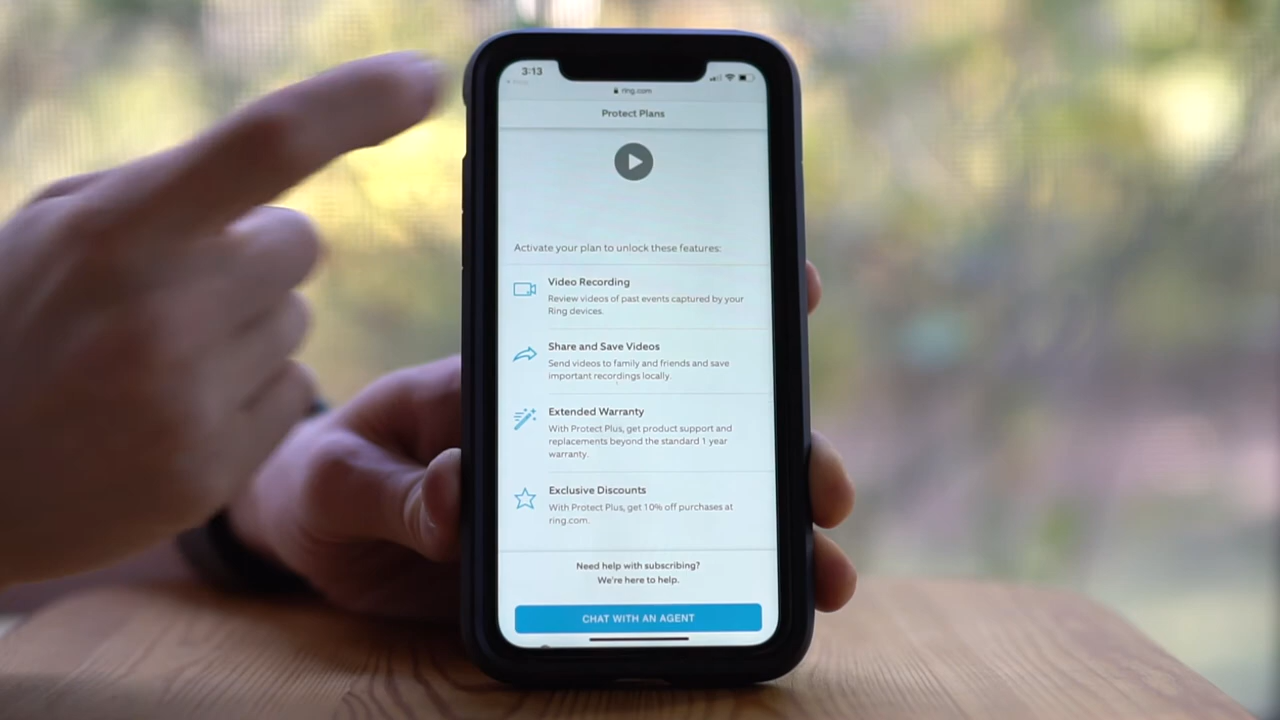 3:13
ring.com
Protect Plans
Activate your plan to unlock these features:
Video Recording
Review videos of past events captured by your
Ring devices.
Share and Save Videos
Send videos to family and friends and save
important recordings locally.
Extended Warranty
With Protect Plus, get product support and
replacements beyond the standard 1 year
warranty.
Exclusive Discounts
With Protect Plus, get 10% off purchases at
ring.com.
Need help with subscribing?
We're here to help.
CHAT WITH AN AGENT